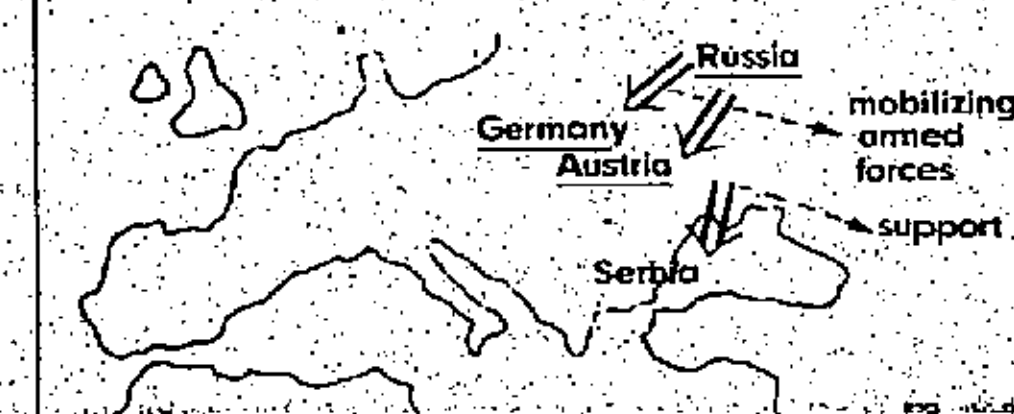 Russia
mobilizing
armed
forces
Germany
Austria
support
Serbia